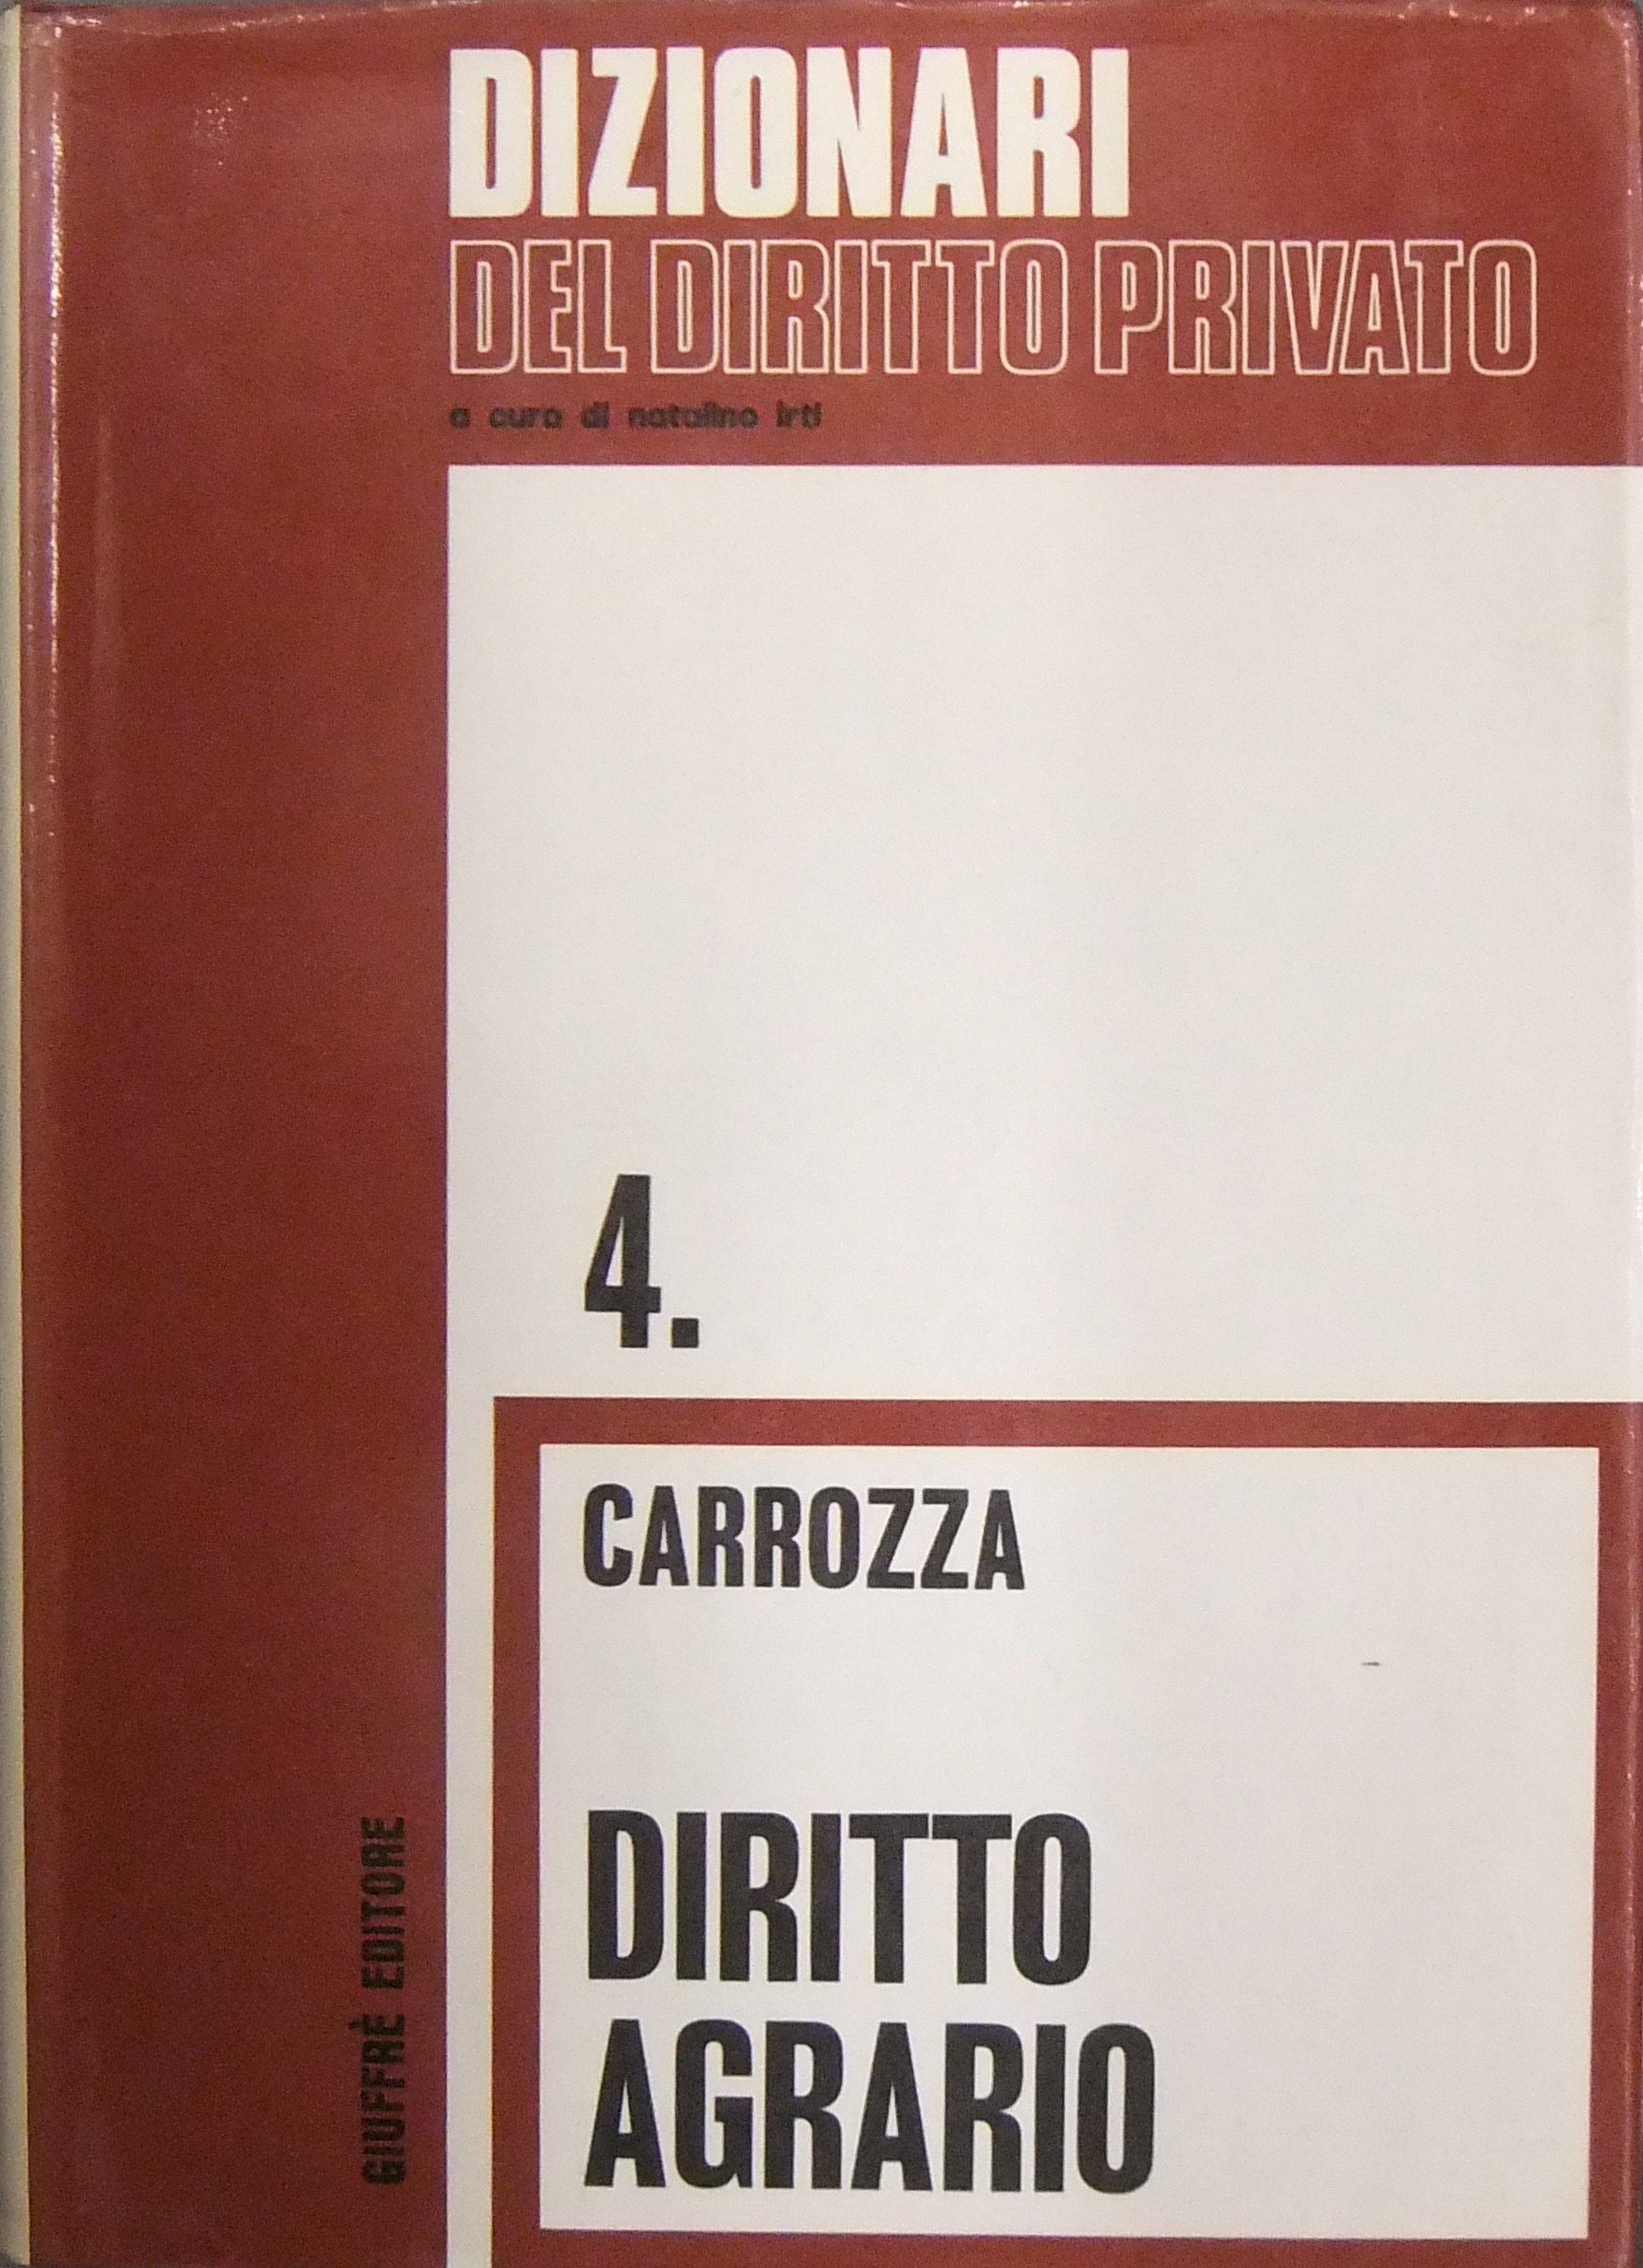 DIZIONARI
DEL DIRITTO PRIVATO
a cura di natalino irti
4.
CARROZZA
DIRITTO
AGRARIO
GIUFFRÈ EDITORE